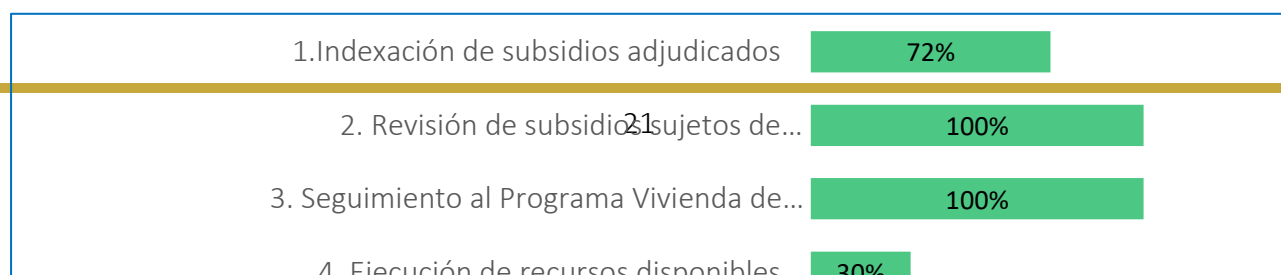 1.Indexación de subsidios adjudicados 72%
2. Revisión de subsidios sujetos de... 100%
21
3. Seguimiento al Programa Vivienda de... 100%
4. Ejecución de recursos disponibles 30%